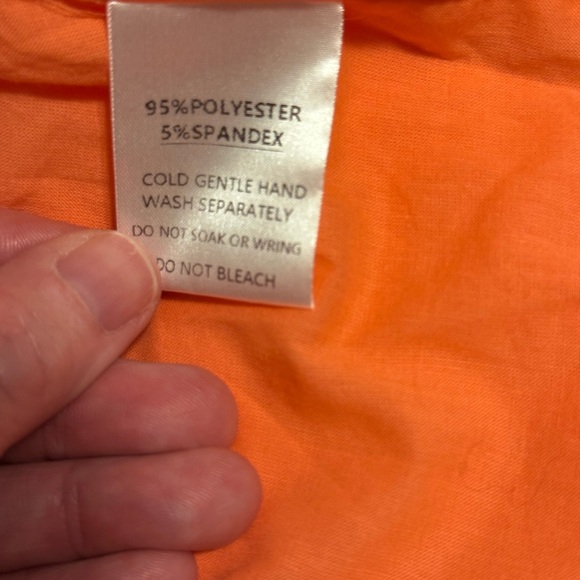 95%POLYESTER
5%SPANDEX
COLD GENTLE HAND
WASH SEPARATELY
DO NOT SOAK OR WRING
DO NOT BLEACH